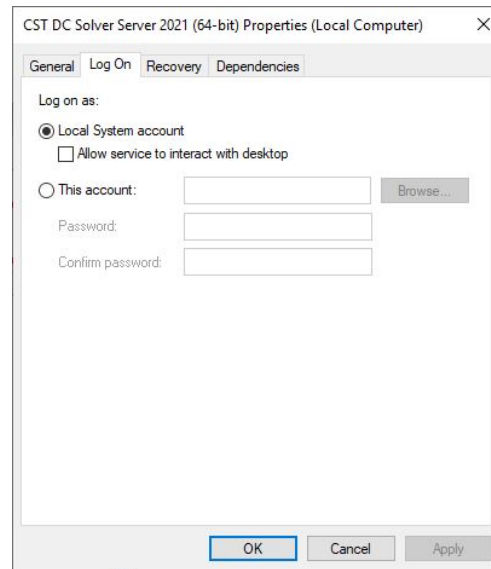 CST DC Solver Server 2021 (64-bit) Properties (Local Computer)
General Log On Recovery Dependencies
Log on as:
Local System account
Allow service to interact with desktop
This account: Browse...
Password:
Confirm password:
OK Cancel Apply